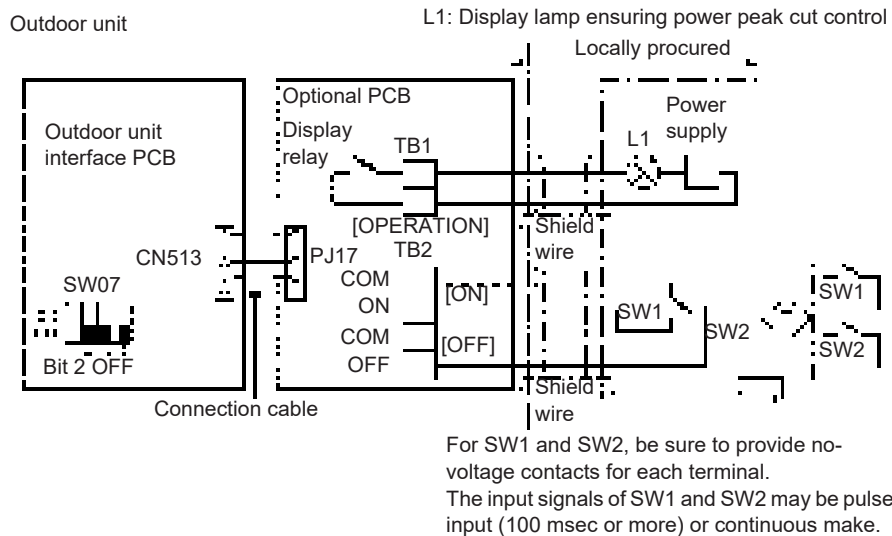 Outdoor unit
L1: Display lamp ensuring power peak cut control
Locally procured
Optional PCB
Power
supply
Outdoor unit
interface PCB
Display
relay
TB1
L1
[OPERATION]
Shield
wire
CN513
PJ17
TB2
COM
SW07
ON
[ON]
SW1
SW2
SW1
SW2
COM
OFF
[OFF]
Bit 2 OFF
Shield
wire
Connection cable
For SW1 and SW2, be sure to provide no-
voltage contacts for each terminal.
The input signals of SW1 and SW2 may be pulse
input (100 msec or more) or continuous make.